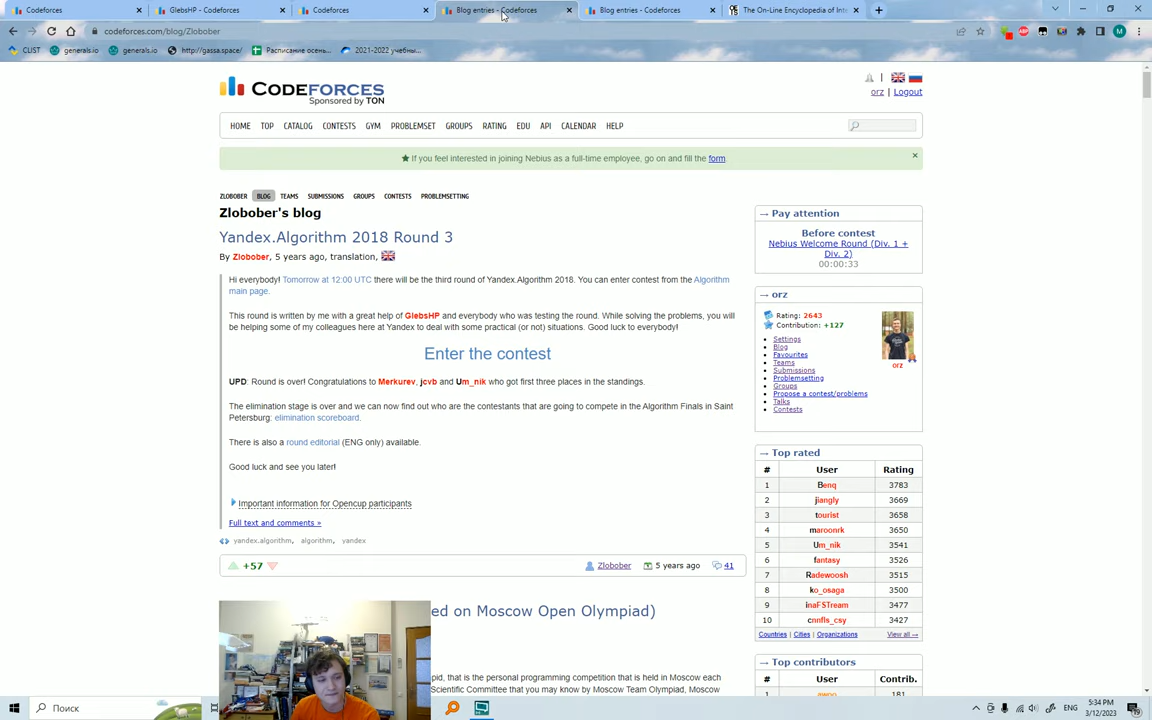 Codeforces
GlebsHP - Codeforces
Codeforces
Blog entries - Codeforces
Blog entries - Codeforces
The On-Line Encyclopedia of Inte
codeforces.com/blog/Zlobober
CLIST
generals.io
generals.io
http://gassa.space/
Расписание осень...
2021-2022 учебны...
M
CODEFORCES
Sponsored by TON
orz | Logout
HOME TOP CATALOG CONTESTS GYM PROBLEMSET GROUPS RATING EDU API CALENDAR HELP
If you feel interested in joining Nebius as a full-time employee, go on and fill the form.
ZLOBOBER BLOG TEAMS SUBMISSIONS GROUPS CONTESTS PROBLEMSETTING
Zlobober's blog
Yandex.Algorithm 2018 Round 3
By Zlobober, 5 years ago, translation,
Hi everybody! Tomorrow at 12:00 UTC there will be the third round of Yandex.Algorithm 2018. You can enter contest from the Algorithm
main page.
This round is written by me with a great help of GlebsHP and everybody who was testing the round. While solving the problems, you will
be helping some of my colleagues here at Yandex to deal with some practical (or not) situations. Good luck to everybody!
Enter the contest
UPD: Round is over! Congratulations to Merkurev, jcvb and Um_nik who got first three places in the standings.
The elimination stage is over and we can now find out who are the contestants that are going to compete in the Algorithm Finals in Saint
Petersburg: elimination scoreboard.
There is also a round editorial (ENG only) available.
Good luck and see you later!
Important information for Opencup participants
Full text and comments »
yandex.algorithm, algorithm, yandex
+57
Zlobober 5 years ago 41
ed on Moscow Open Olympiad)
pid, that is the personal programming competition that is held in Moscow each
Scientific Committee that you may know by Moscow Team Olympiad, Moscow
→ Pay attention
Before contest
Nebius Welcome Round (Div. 1 +
Div. 2)
00:00:33
→ orz
Rating: 2643
Contribution: +127
Settings
Blog
Favourites
Teams
Submissions
Problemsetting
Groups
Propose a contest/problems
Talks
Contests
orz
→ Top rated
# User Rating
1 Benq 3783
2 jiangly 3669
3 tourist 3658
4 maroonrk 3650
5 Um_nik 3541
6 fantasy 3526
7 Radewoosh 3515
8 ko_osaga 3500
9 inaFSTream 3477
10 cnnfls_csy 3427
Countries | Cities | Organizations View all →
→ Top contributors
# User Contrib.
1 awoo 181
Поиск
ENG
5:34 PM
3/12/2023